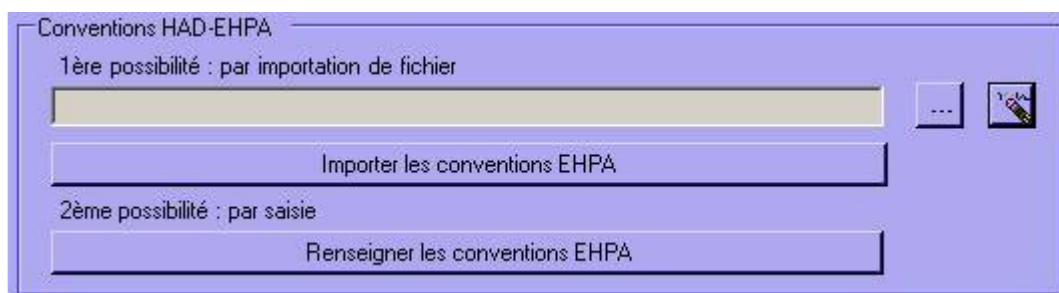 Conventions HAD-EHPA
1ère possibilité : par importation de fichier
...
Importer les conventions EHPA
2ème possibilité : par saisie
Renseigner les conventions EHPA